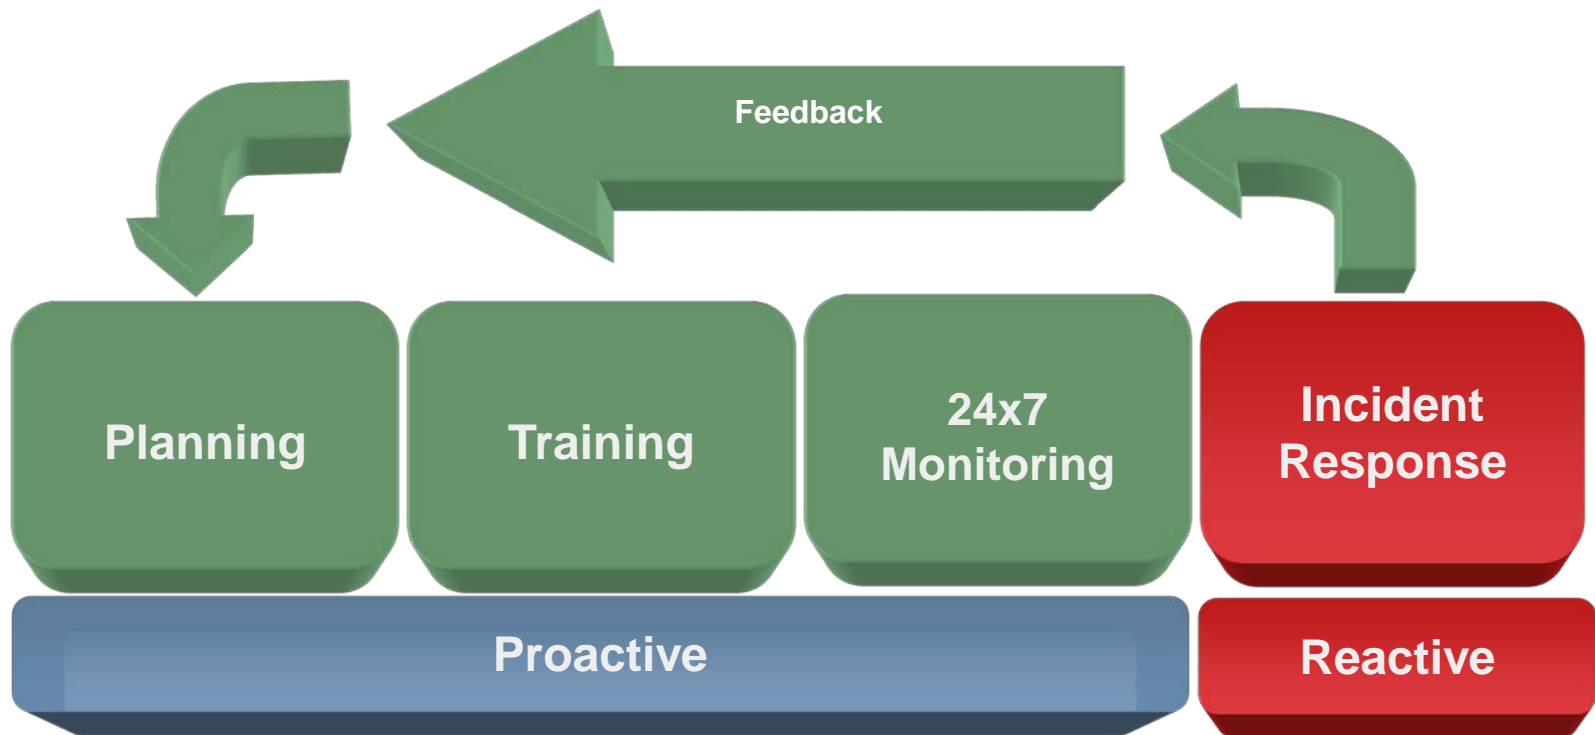 Feedback
Planning
Training
24x7
Monitoring
Incident
Response
Proactive
Reactive